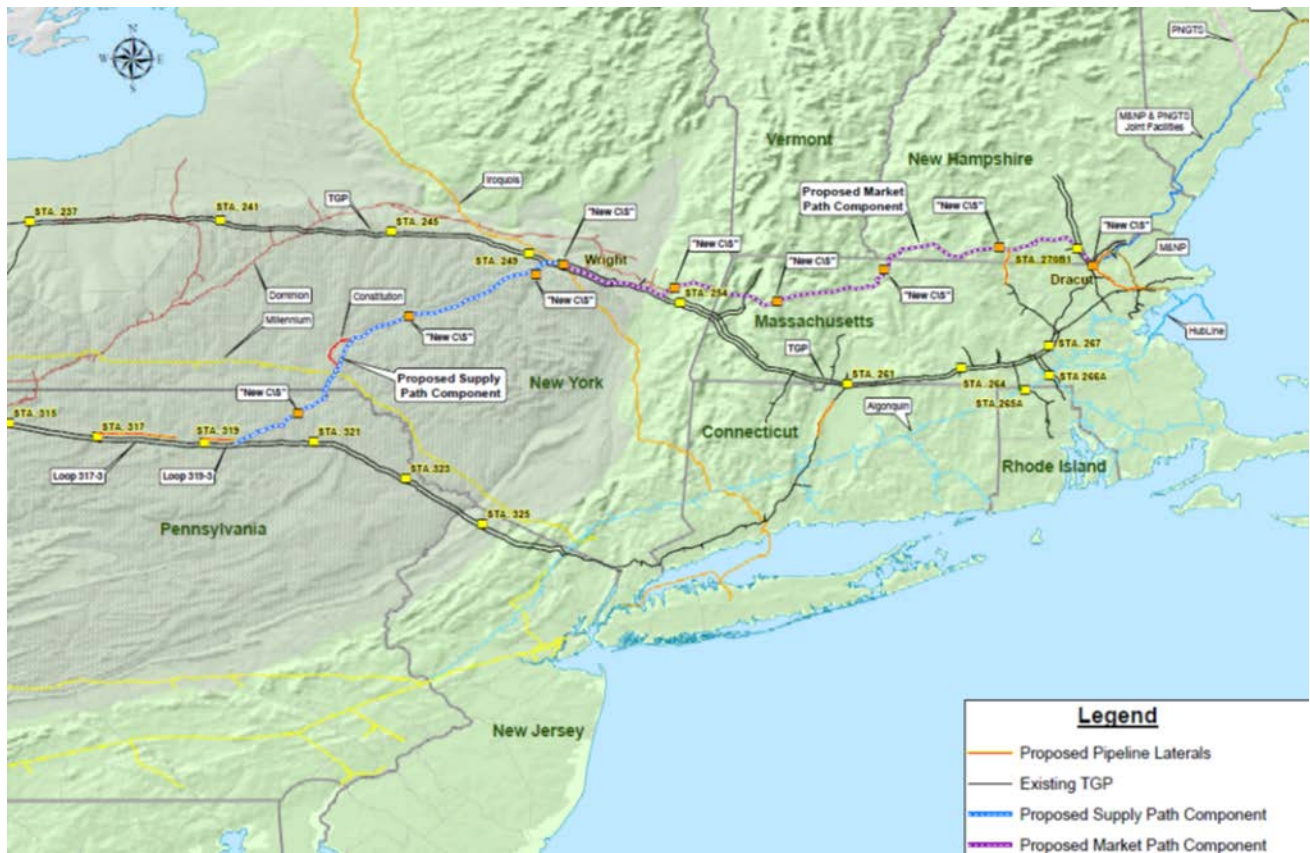 PNGTS
M&NP & PNGTS
Joint Facilities
N
W
E
S
Vermont
New Hampshire
Iroquois
TGP
Proposed Market
Path Component
"New C\S"
"New C\S"
"New C\S"
STA. 237
STA. 241
STA. 245
STA. 249
Wright
"New C\S"
"New C\S"
STA. 270B1
M&NP
Dracut
Dominion
Constitution
"New C\S"
STA. 254
"New C\S"
Millennium
"New C\S"
Massachusetts
HubLine
TGP
STA. 267
Proposed Supply
Path Component
New York
"New C\S"
STA. 261
STA. 264
STA. 266A
STA. 265A
Algonquin
STA. 315
STA. 317
STA. 319
STA. 321
Connecticut
Rhode Island
Loop 317-3
Loop 319-3
STA. 323
STA. 325
Pennsylvania
New Jersey
Legend
Proposed Pipeline Laterals
Existing TGP
Proposed Supply Path Component
Proposed Market Path Component